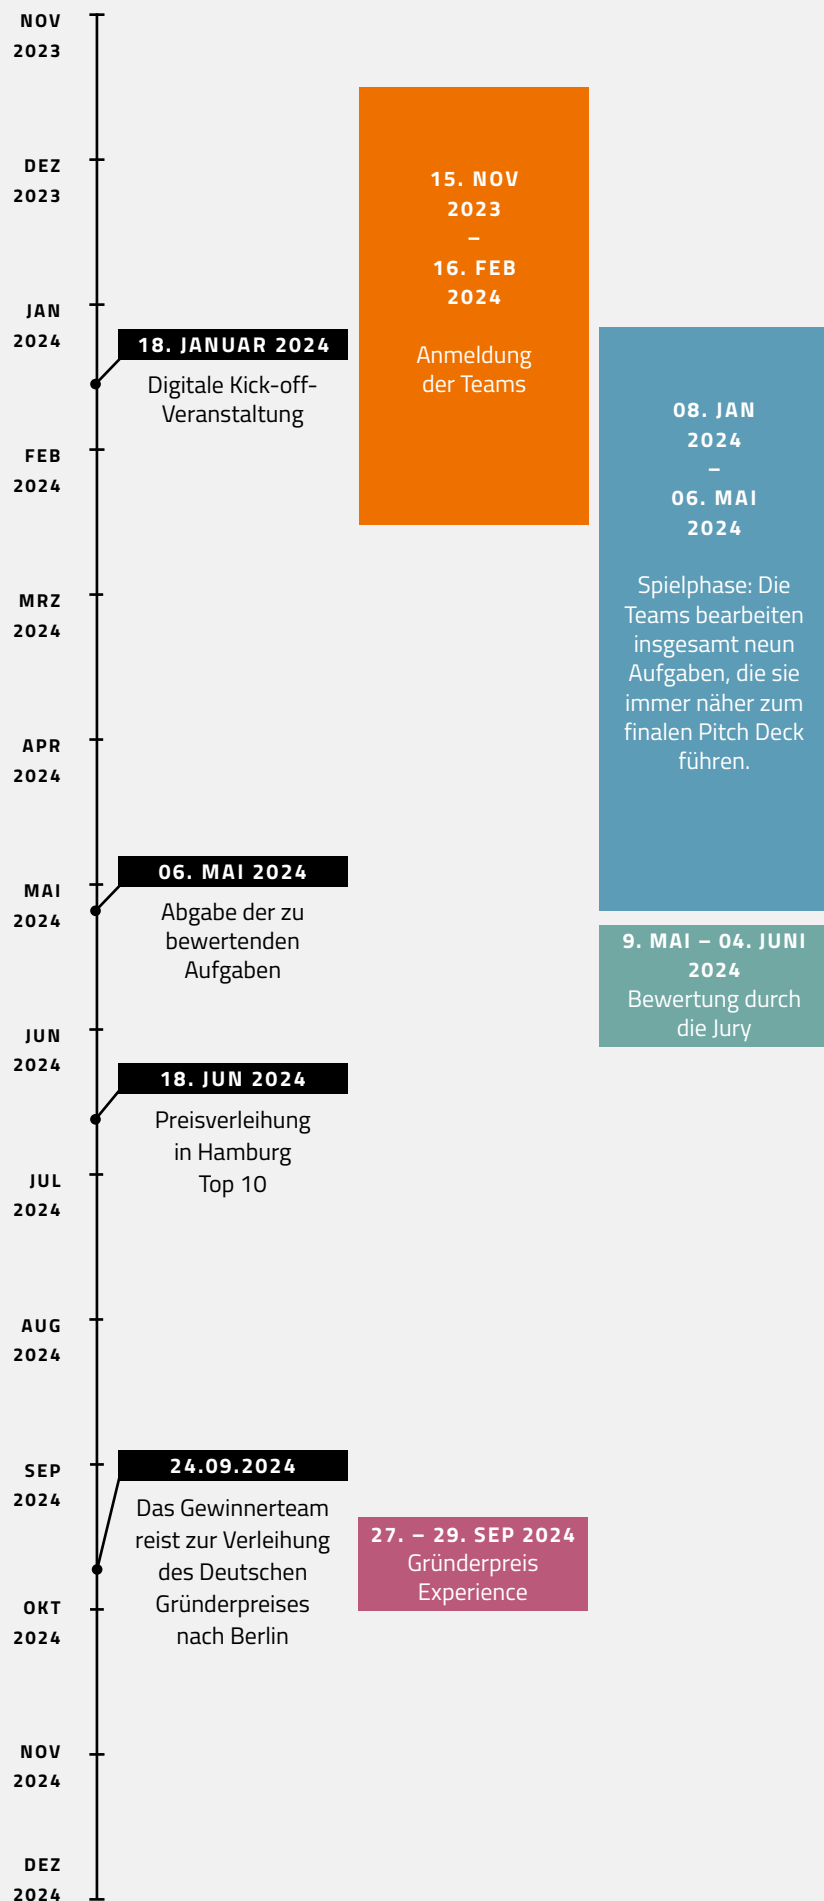 NOV
2023
DEZ
2023
JAN
2024
FEB
2024
MRZ
2024
APR
2024
MAI
2024
JUN
2024
JUL
2024
AUG
2024
SEP
2024
OKT
2024
NOV
2024
DEZ
2024
18. JANUAR 2024
Digitale Kick-off-
Veranstaltung
06. MAI 2024
Abgabe der zu
bewertenden
Aufgaben
18. JUN 2024
Preisverleihung
in Hamburg
Top 10
24.09.2024
Das Gewinnerteam
reist zur Verleihung
des Deutschen
Gründerpreises
nach Berlin
15. NOV
2023
–
16. FEB
2024
Anmeldung
der Teams
27. – 29. SEP 2024
Gründerpreis
Experience
08. JAN
2024
–
06. MAI
2024
Spielphase: Die
Teams bearbeiten
insgesamt neun
Aufgaben, die sie
immer näher zum
finalen Pitch Deck
führen.
9. MAI – 04. JUNI
2024
Bewertung durch
die Jury